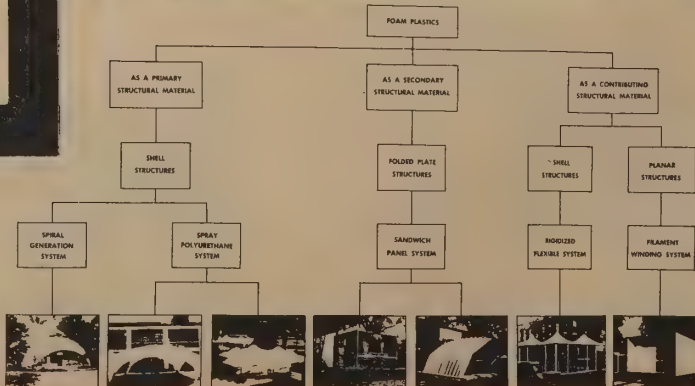 FOAM PLASTICS
AS A PRIMARY
STRUCTURAL MATERIAL
AS A SECONDARY
STRUCTURAL MATERIAL
AS A CONTRIBUTING
STRUCTURAL MATERIAL
SHELL
STRUCTURES
FOLDED PLATE
STRUCTURES
SHELL
STRUCTURES
PLANAR
STRUCTURES
SPIRAL
GENERATION
SYSTEM
SPRAY
POLYURETHANE
SYSTEM
SANDWICH
PANEL SYSTEM
RIGIDIZED
FLEXIBLE SYSTEM
FILAMENT
WINDING SYSTEM